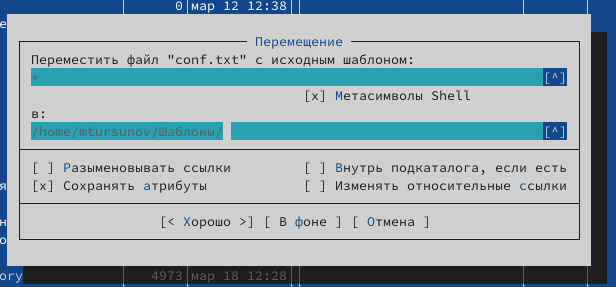 0 мар 12 12:38
Перемещение
Переместить файл "conf.txt" с исходным шаблоном:
* [^]
[x] Метасимволы Shell
в:
/home/mtursunov/Шаблоны/ [^]
[ ] Разыменовывать ссылки [ ] Внутрь подкаталога, если есть
[x] Сохранять атрибуты [ ] Изменять относительные ссылки
[< Хорошо >] [ В фоне ] [ Отмена ]
ory 4973 мар 18 12:28